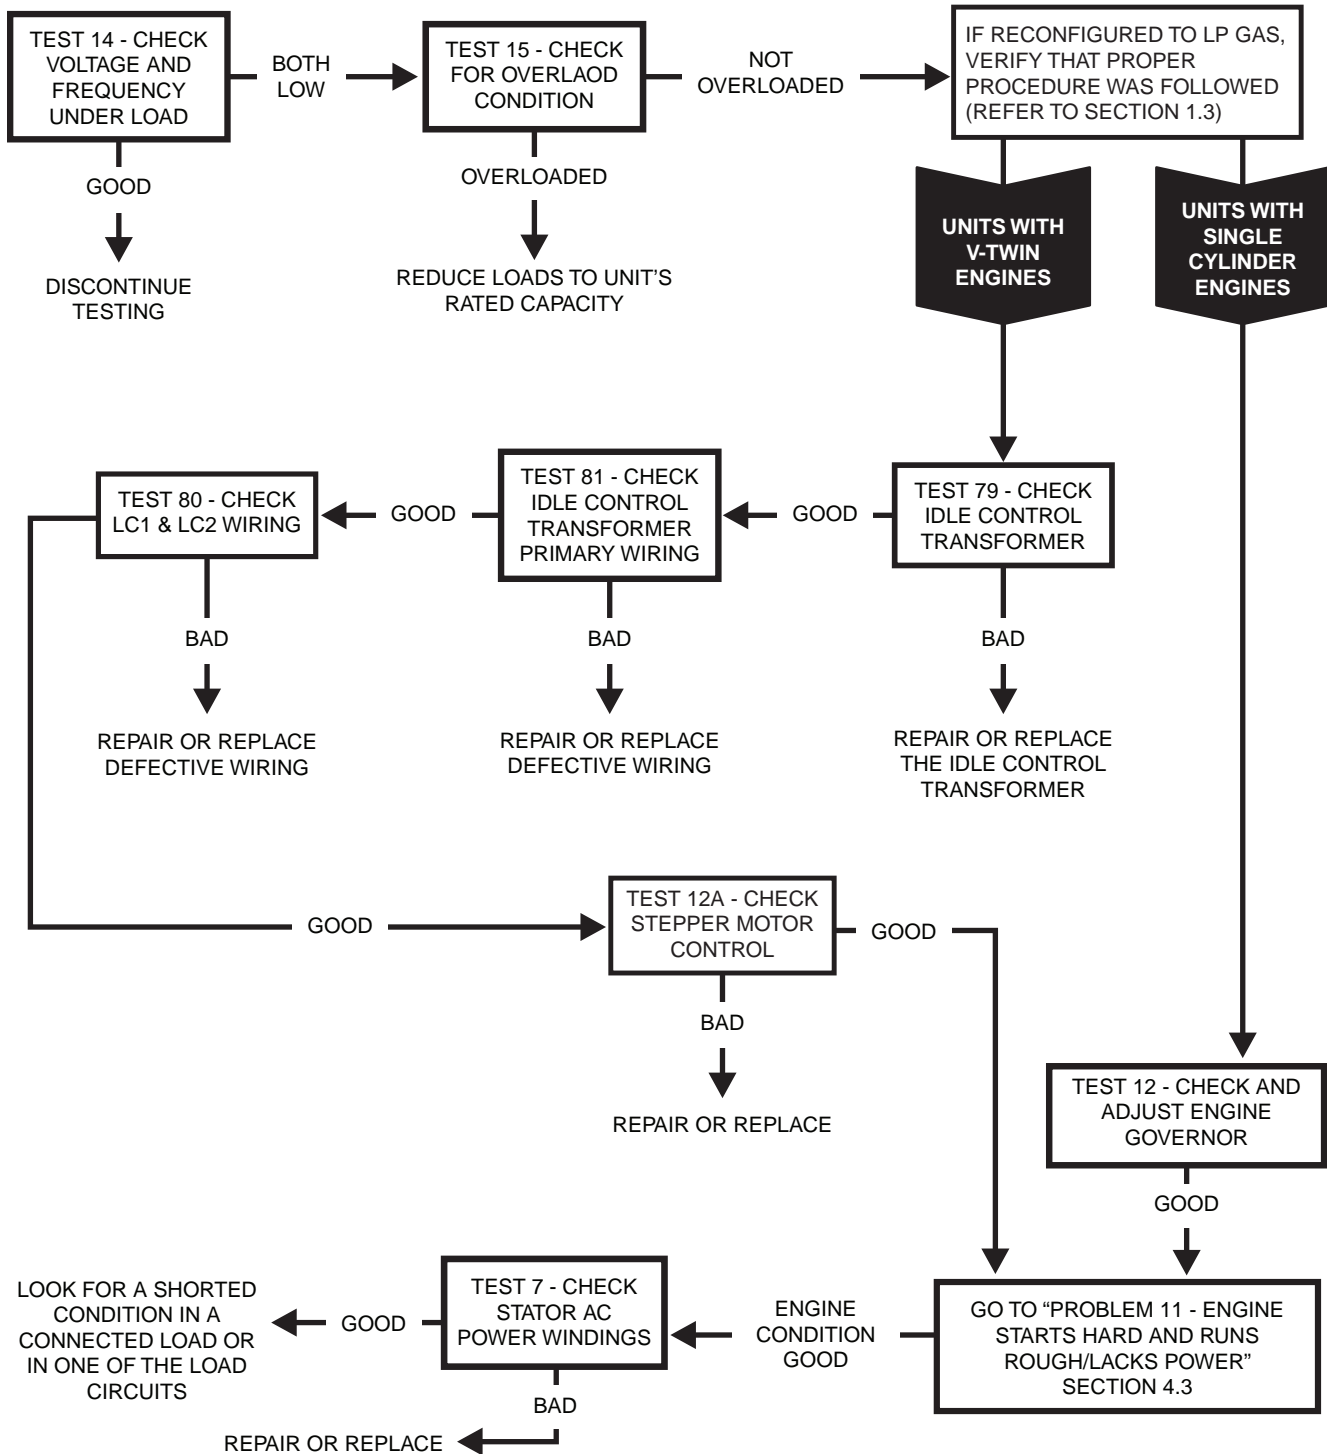 TEST 14 - CHECK
VOLTAGE AND
FREQUENCY
UNDER LOAD
BOTH
LOW
TEST 15 - CHECK
FOR OVERLAOD
CONDITION
NOT
OVERLOADED
IF RECONFIGURED TO LP GAS,
VERIFY THAT PROPER
PROCEDURE WAS FOLLOWED
(REFER TO SECTION 1.3)
GOOD
DISCONTINUE
TESTING
OVERLOADED
REDUCE LOADS TO UNIT'S
RATED CAPACITY
UNITS WITH
V-TWIN
ENGINES
UNITS WITH
SINGLE
CYLINDER
ENGINES
TEST 80 - CHECK
LC1 & LC2 WIRING
GOOD
TEST 81 - CHECK
IDLE CONTROL
TRANSFORMER
PRIMARY WIRING
GOOD
TEST 79 - CHECK
IDLE CONTROL
TRANSFORMER
BAD
BAD
BAD
REPAIR OR REPLACE
DEFECTIVE WIRING
REPAIR OR REPLACE
DEFECTIVE WIRING
REPAIR OR REPLACE
THE IDLE CONTROL
TRANSFORMER
GOOD
TEST 12A - CHECK
STEPPER MOTOR
CONTROL
GOOD
BAD
REPAIR OR REPLACE
TEST 12 - CHECK AND
ADJUST ENGINE
GOVERNOR
GOOD
LOOK FOR A SHORTED
CONDITION IN A
CONNECTED LOAD OR
IN ONE OF THE LOAD
CIRCUITS
GOOD
TEST 7 - CHECK
STATOR AC
POWER WINDINGS
ENGINE
CONDITION
GOOD
GO TO “PROBLEM 11 - ENGINE
STARTS HARD AND RUNS
ROUGH/LACKS POWER”
SECTION 4.3
BAD
REPAIR OR REPLACE